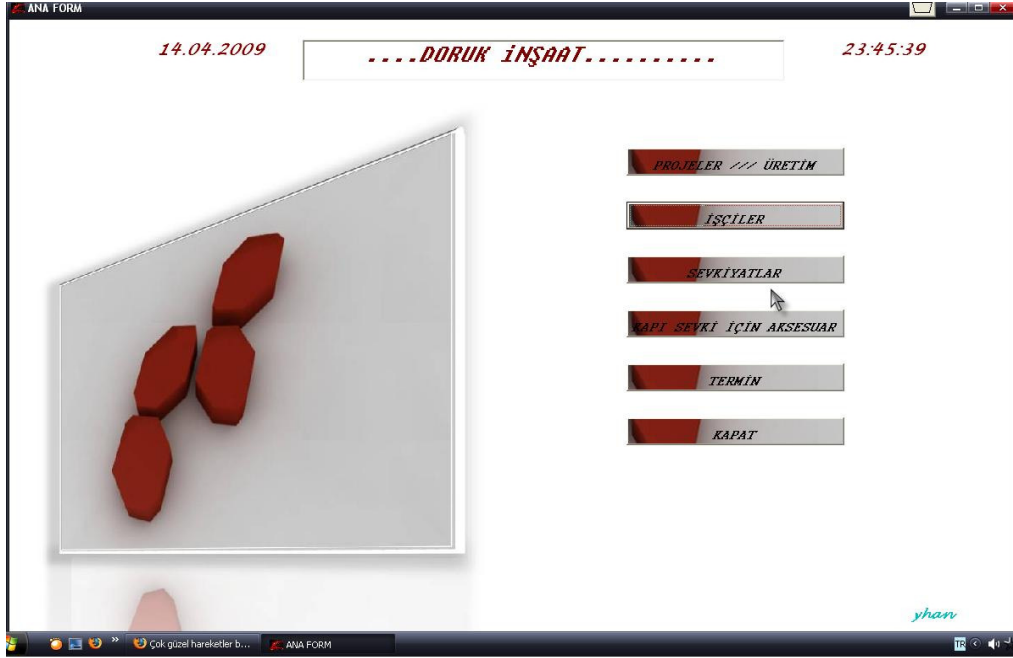 ANA FORM
14.04.2009
....DORUK İNŞAAT..........
23:45:39
PROJELER /// ÜRETİM
İŞÇİLER
SEVKİYATLAR
KAPI SEVKİ İÇİN AKSESUAR
TERMİN
KAPAT
yhan
Çok güzel hareketler b...
ANA FORM
TR